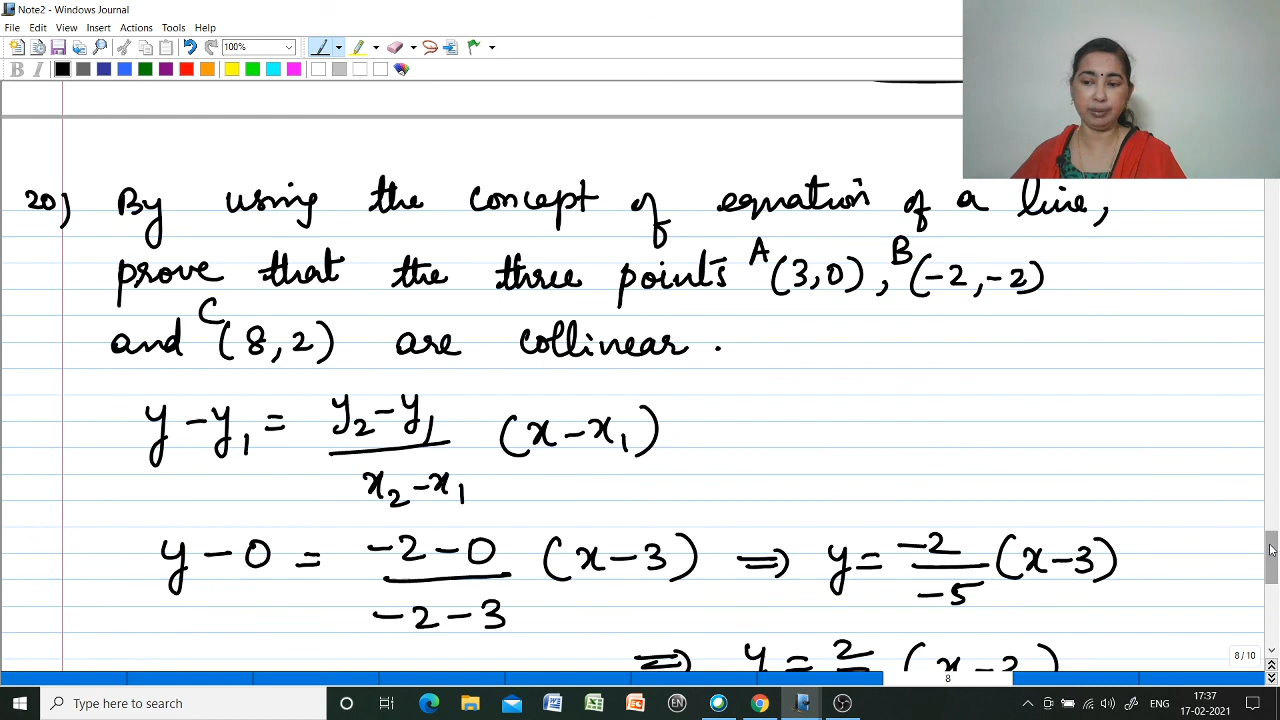 Note2 - Windows Journal
File Edit View Insert Actions Tools Help
100%
B I
20) By using the concept of equation of a line,
prove that the three points A(3,0), B(-2,-2)
and C(8,2) are collinear.
y - y₁ = y₂ - y₁ / x₂ - x₁ (x - x₁)
y - 0 = -2 - 0 / -2 - 3 (x - 3) ⇒ y = -2 / -5 (x - 3)
⇒ y = 2
8 / 10
8
Type here to search
EN
ENG
17:37
17-02-2021